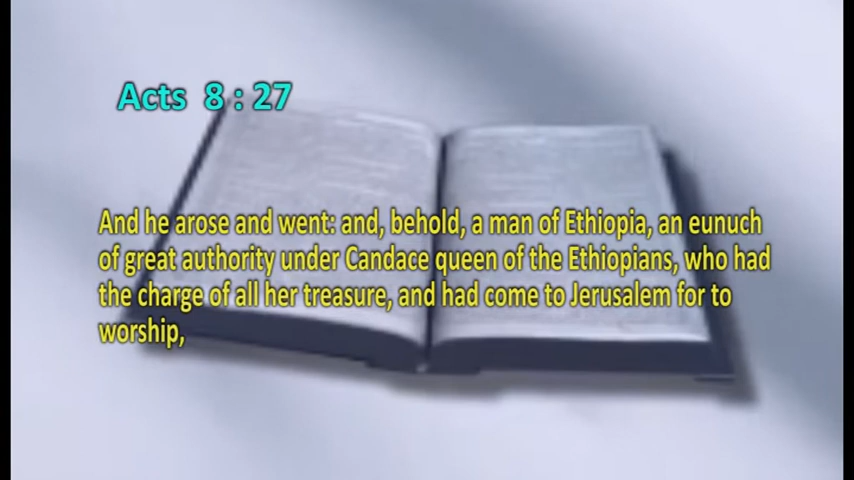 Acts 8 : 27
And he arose and went: and, behold, a man of Ethiopia, an eunuch
of great authority under Candace queen of the Ethiopians, who had
the charge of all her treasure, and had come to Jerusalem for to
worship,